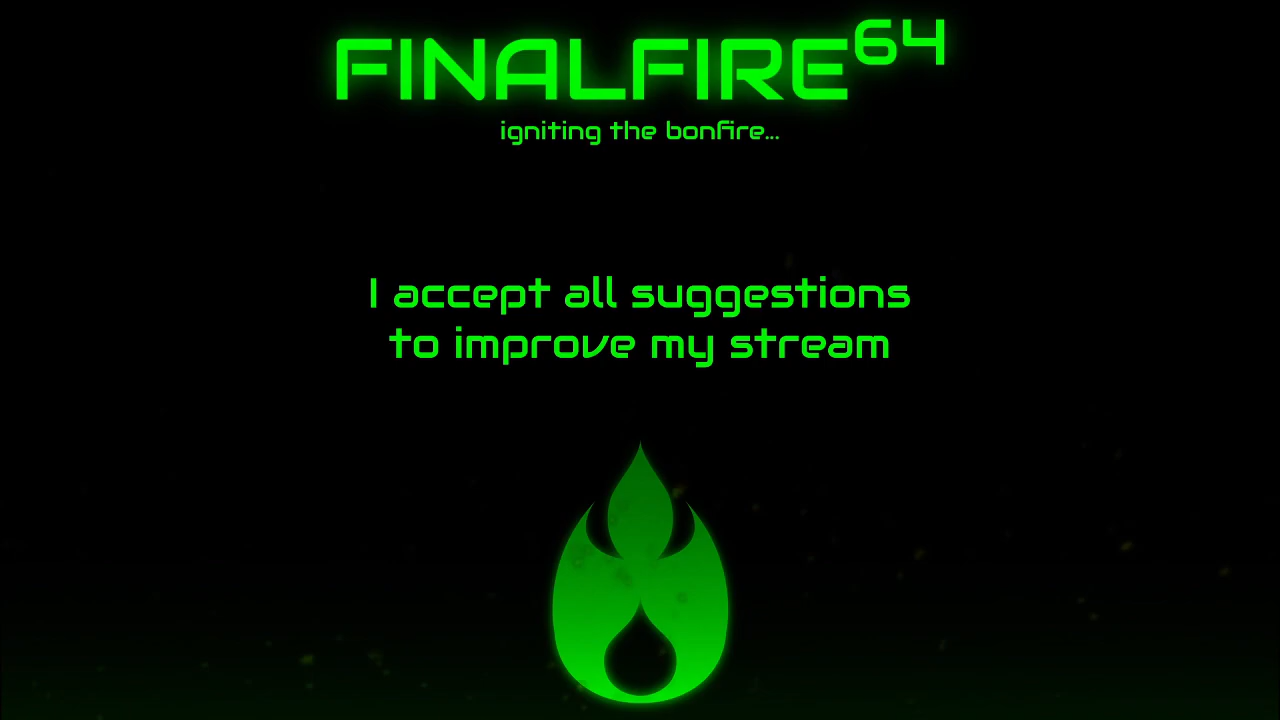 FINALFIRE64
igniting the bonfire...
I accept all suggestions
to improve my stream